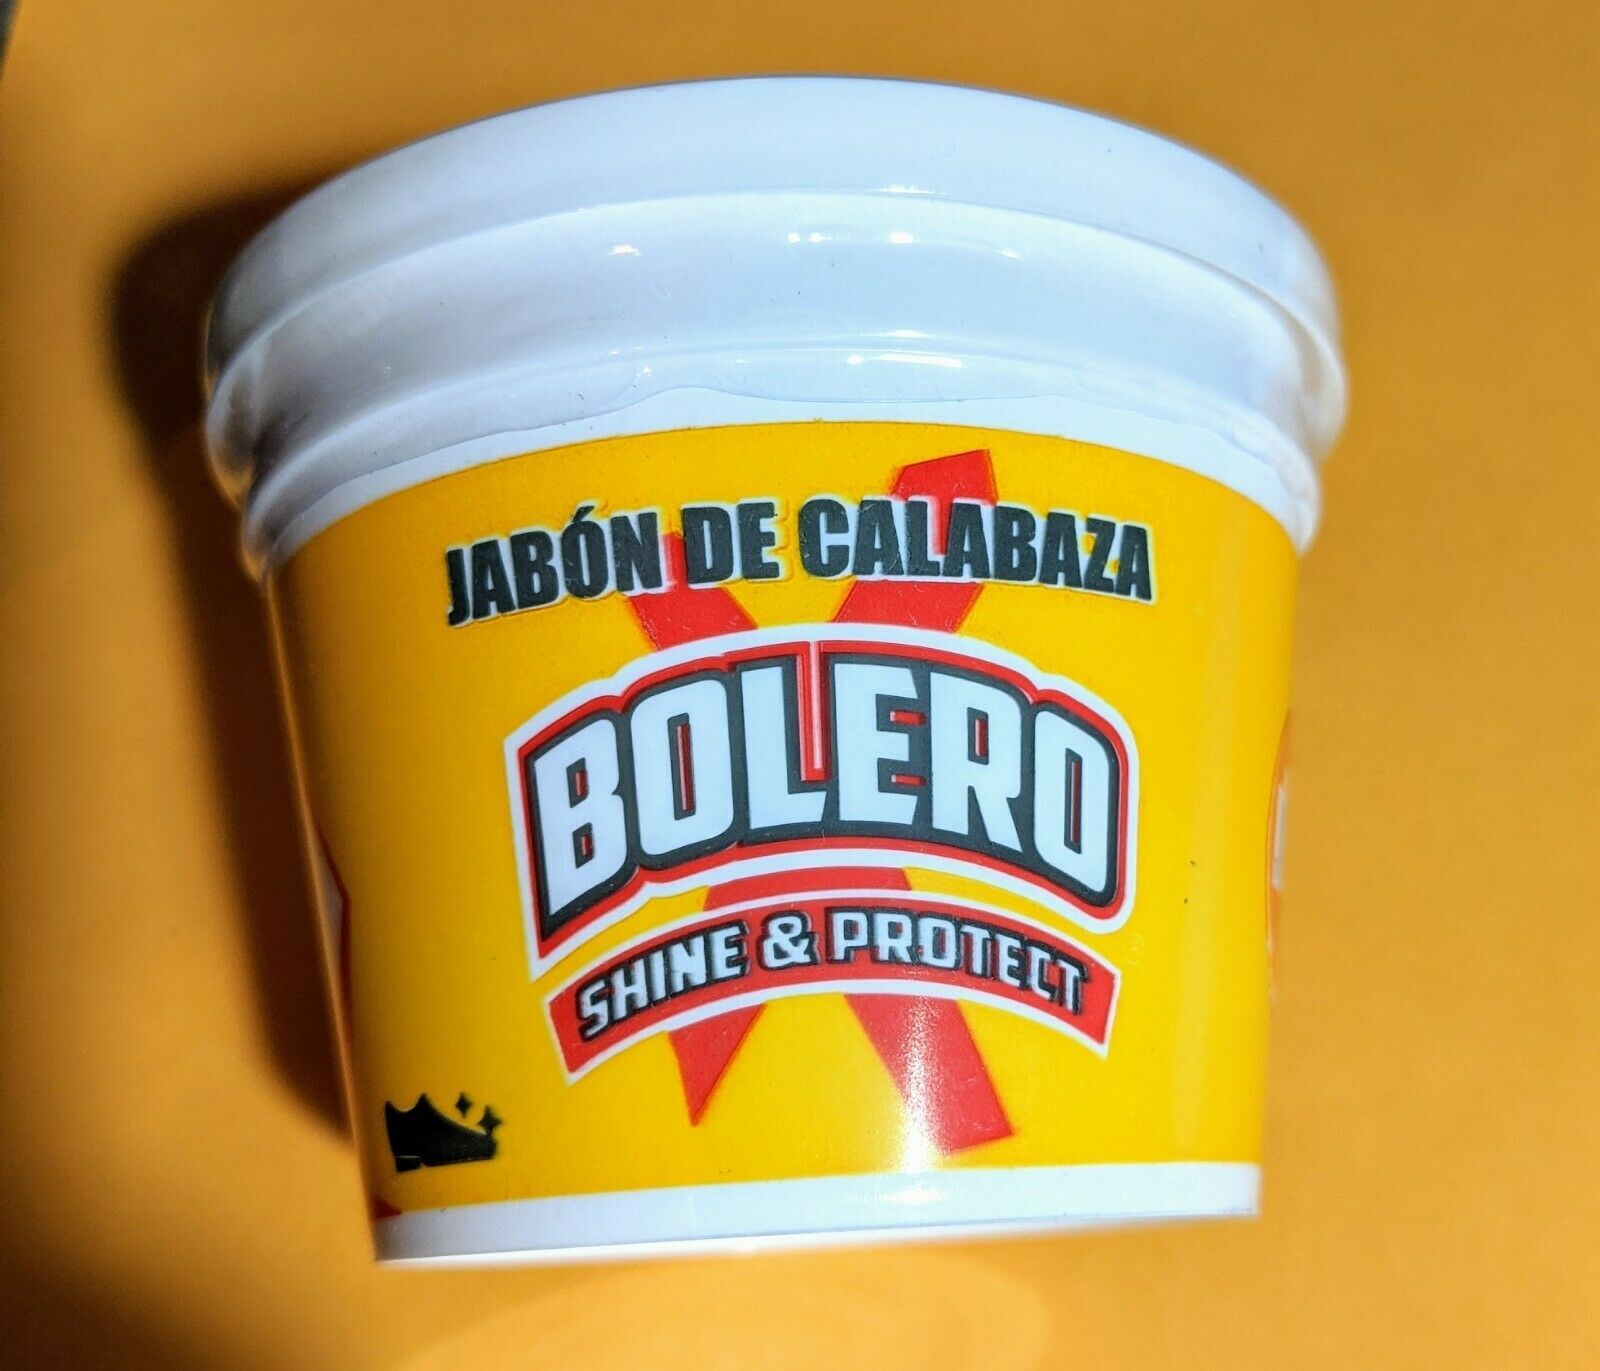 JABÓN DE CALABAZA
BOLERO
SHINE & PROTECT